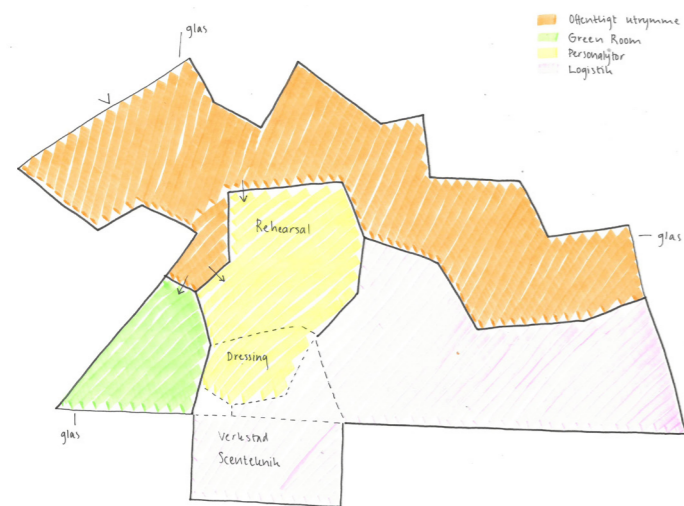 glas
Offentligt utrymme
Green Room
Personalytor
Logistik
Rehearsal
glas
Dressing
glas
Verkstad
Scenteknik